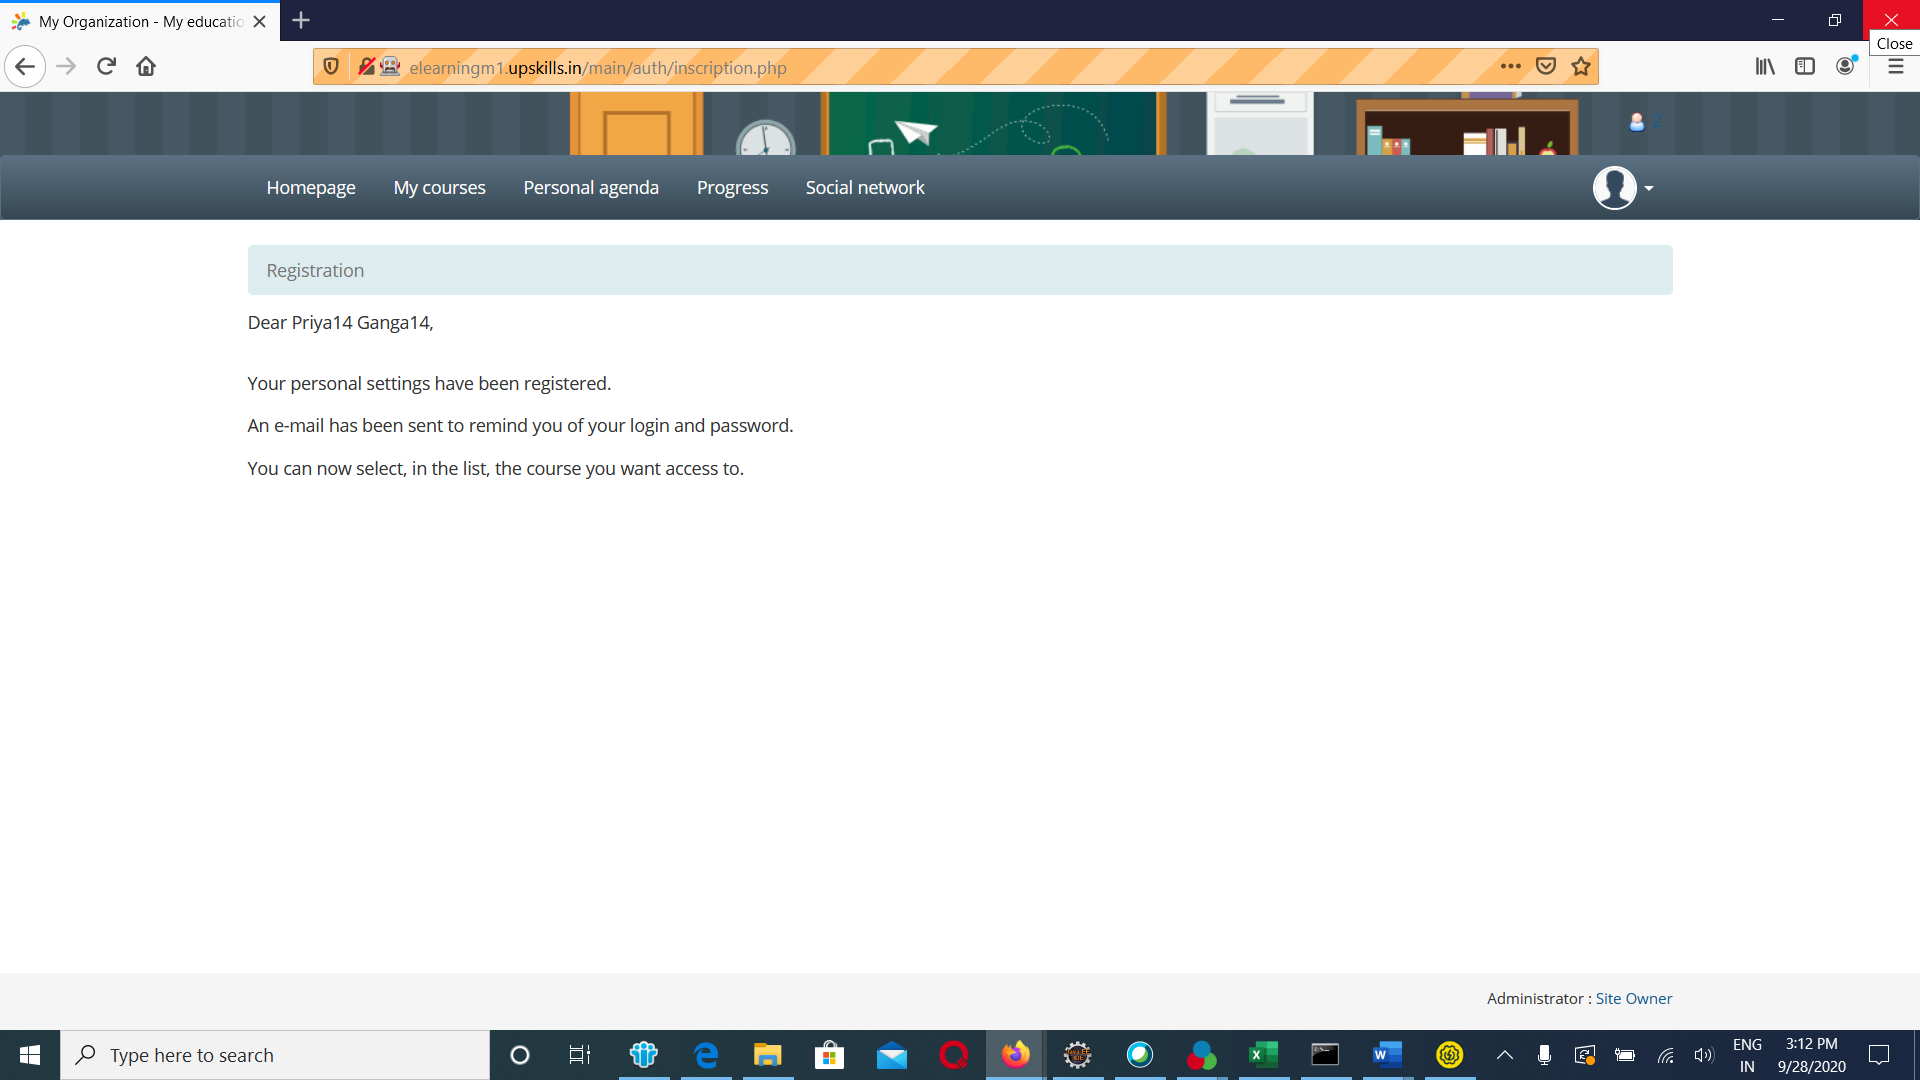 My Organization - My educatio
Close
elearningm1.upskills.in/main/auth/inscription.php
2
Homepage My courses Personal agenda Progress Social network
Registration
Dear Priya14 Ganga14,
Your personal settings have been registered.
An e-mail has been sent to remind you of your login and password.
You can now select, in the list, the course you want access to.
Administrator : Site Owner
Type here to search
ENG
IN
3:12 PM
9/28/2020